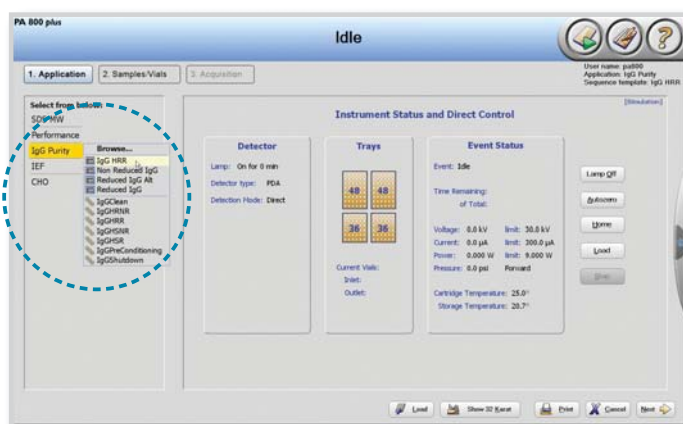 PA 800 plus
Idle
1. Application
2. Samples/Vials
3. Acquisition
User name: pa800
Application: IgG Purity
Sequence template: IgG HRR
Select from below:
SDS MW
Performance
IgG Purity
IEF
CHO
Browse...
IgG HRR
Non Reduced IgG
Reduced IgG Alt
Reduced IgG
IgGClean
IgGHRNR
IgGHRR
IgGHSNR
IgGHSR
IgGPreConditioning
IgGShutdown
[Simulation]
Instrument Status and Direct Control
Detector
Lamp: On for 0 min
Detector type: PDA
Detection Mode: Direct
Trays
48 48
36 36
Current Vials:
Inlet:
Outlet:
Event Status
Event: Idle
Time Remaining:
of Total:
Voltage: 0.0 kV limit: 30.0 kV
Current: 0.0 µA limit: 300.0 µA
Power: 0.000 W limit: 9.000 W
Pressure: 0.0 psi Forward
Cartridge Temperature: 25.0°
Storage Temperature: 20.7°
Lamp Off
Autozero
Home
Load
Stop
Load
Show 32 Karat
Print
Cancel
Next